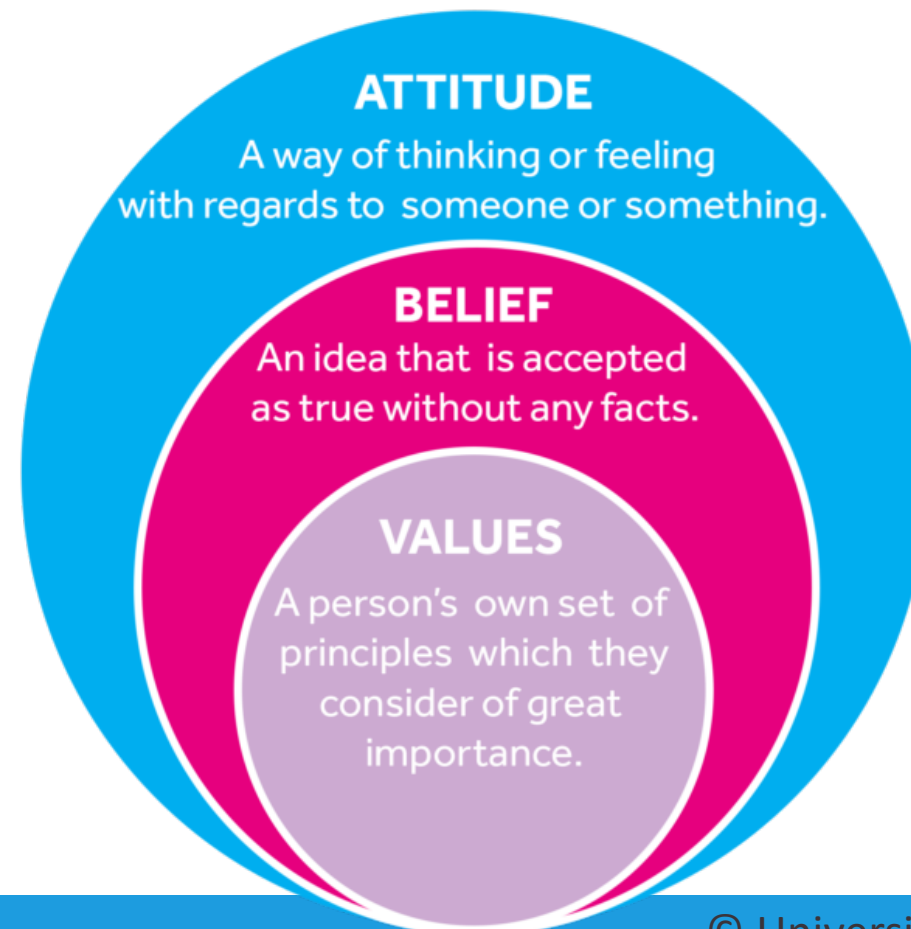 ATTITUDE
A way of thinking or feeling
with regards to someone or something.
BELIEF
An idea that is accepted
as true without any facts.
VALUES
A person's own set of
principles which they
consider of great
importance.
©